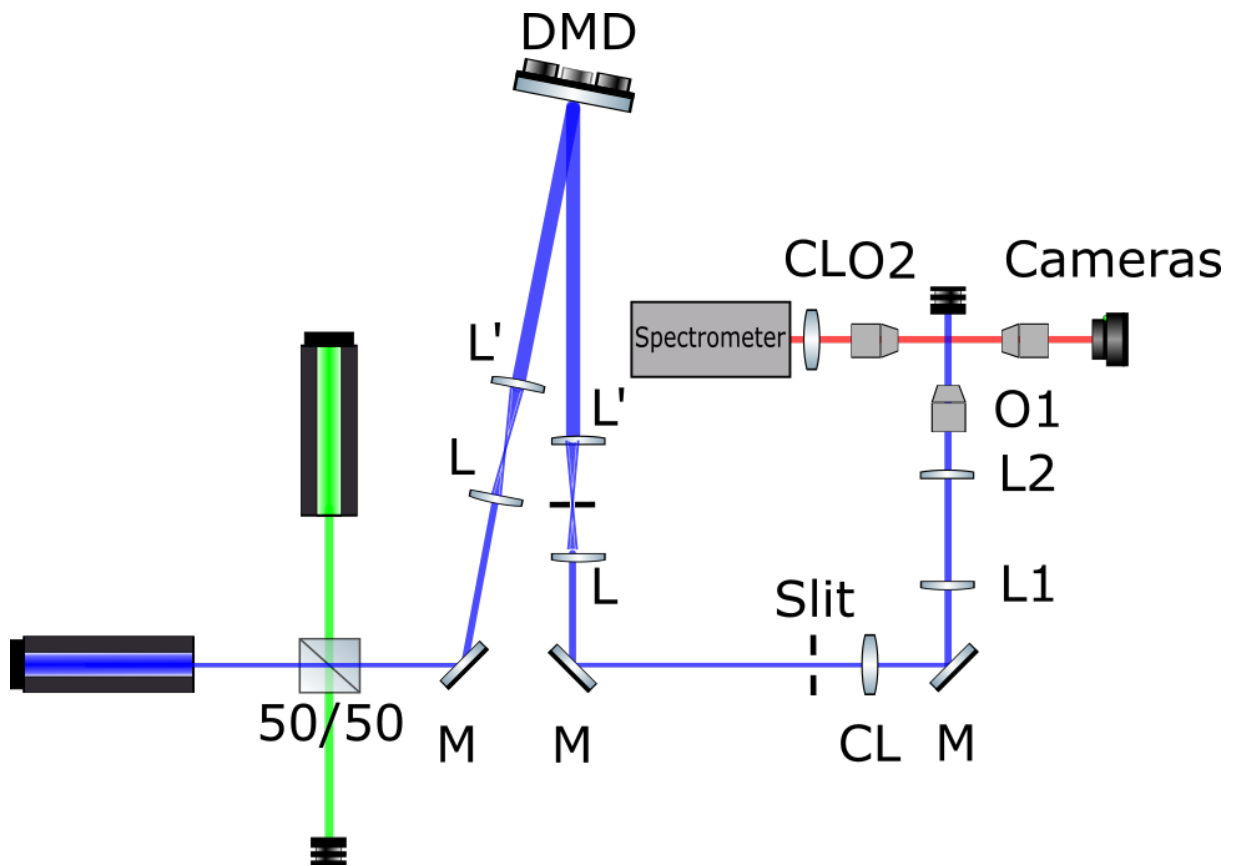 DMD
CLO2 Cameras
Spectrometer
L'
L'
O1
L
L2
L
Slit
L1
50/50
M
M
CL
M